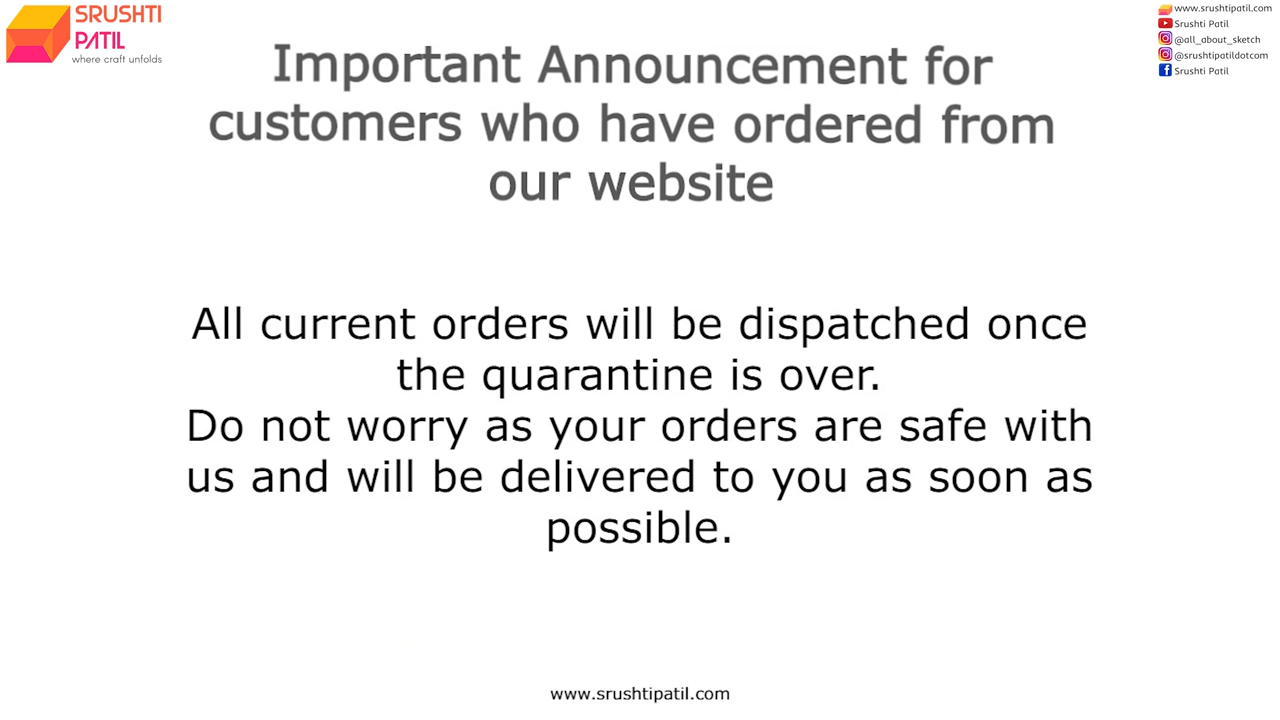 SRUSHTI
PATIL
where craft unfolds
www.srushtipatil.com
Srushti Patil
@all_about_sketch
@srushtipatildotcom
Srushti Patil
Important Announcement for
customers who have ordered from
our website
All current orders will be dispatched once
the quarantine is over.
Do not worry as your orders are safe with
us and will be delivered to you as soon as
possible.
www.srushtipatil.com